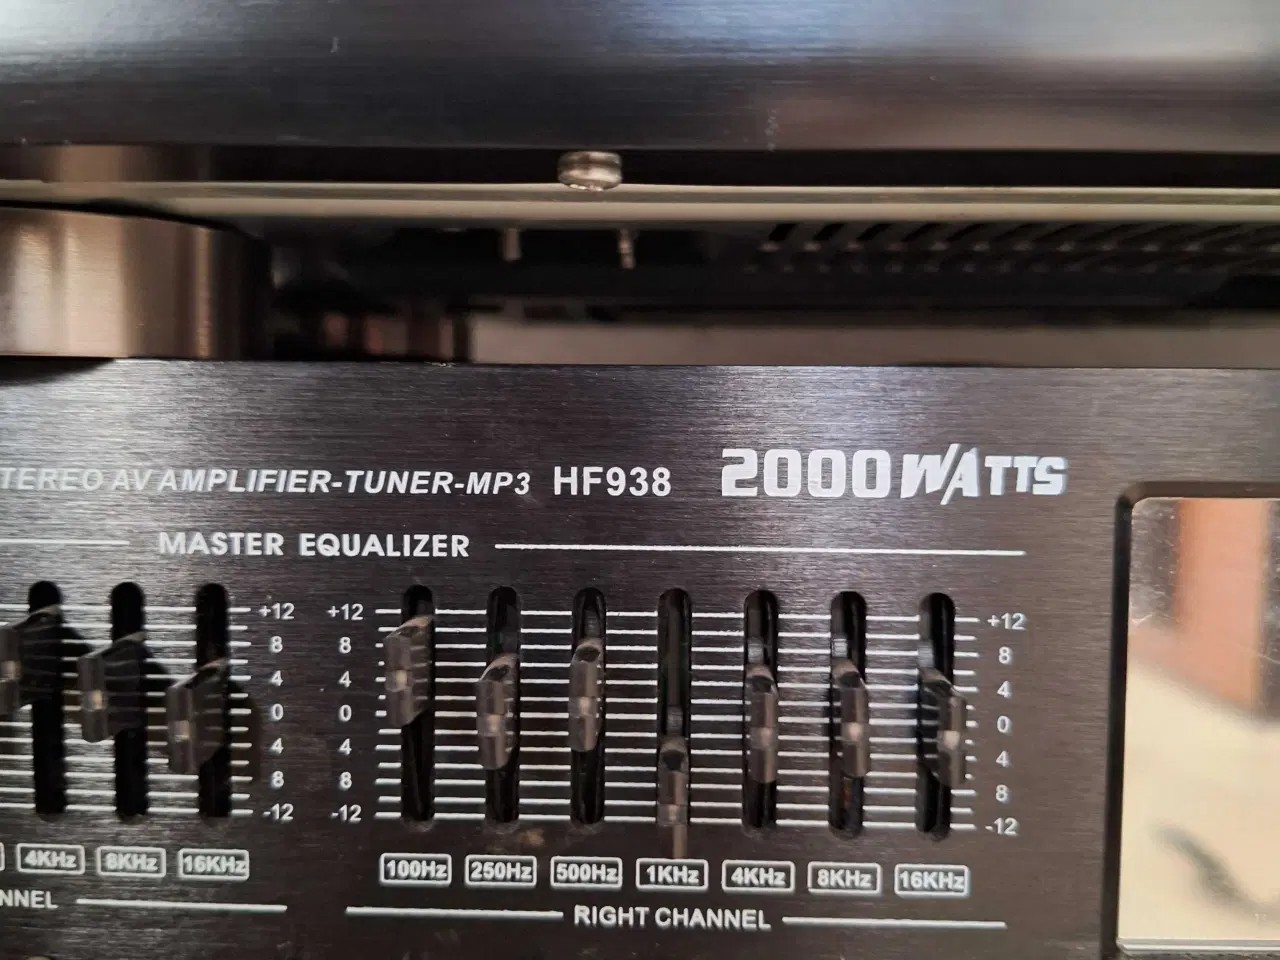 TEREO AV AMPLIFIER-TUNER-MP3 HF938 2000 WATTS
MASTER EQUALIZER
+12 +12 +12
8 8 8
4 4 4
0 0 0
4 4 4
8 8 8
-12 -12 -12
4KHz 8KHz 16KHz 100Hz 250Hz 500Hz 1KHz 4KHz 8KHz 16KHz
NNEL RIGHT CHANNEL